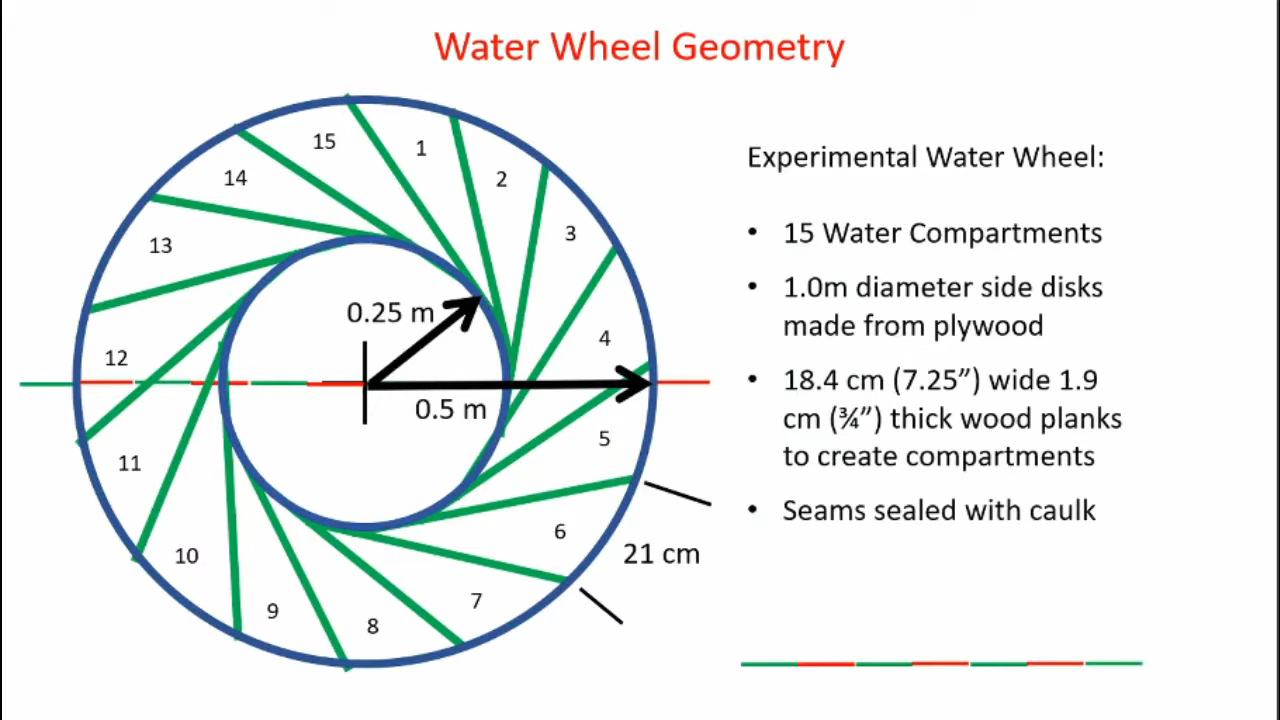 Water Wheel Geometry
15
1
14
2
Experimental Water Wheel:
3
13
• 15 Water Compartments
0.25 m
• 1.0m diameter side disks
made from plywood
4
12
0.5 m
• 18.4 cm (7.25”) wide 1.9
cm (¾”) thick wood planks
to create compartments
5
11
• Seams sealed with caulk
6
10
21 cm
7
9
8